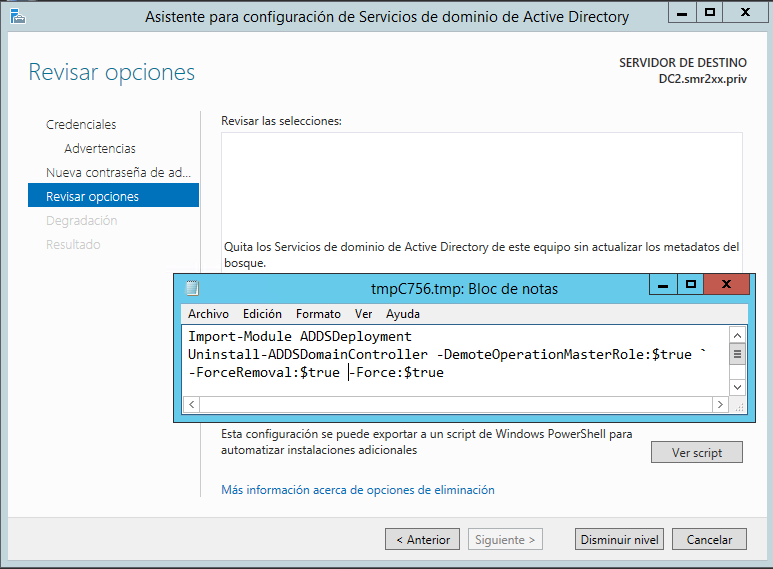 Asistente para configuración de Servicios de dominio de Active Directory
Revisar opciones
SERVIDOR DE DESTINO
DC2.smr2xx.priv
Credenciales
Advertencias
Nueva contraseña de ad...
Revisar opciones
Degradación
Resultado
Revisar las selecciones:
Quita los Servicios de dominio de Active Directory de este equipo sin actualizar los metadatos del
bosque.
tmpC756.tmp: Bloc de notas
Archivo Edición Formato Ver Ayuda
Import-Module ADDSDeployment
Uninstall-ADDSDomainController -DemoteOperationMasterRole:$true `
-ForceRemoval:$true -Force:$true
Esta configuración se puede exportar a un script de Windows PowerShell para
automatizar instalaciones adicionales
Ver script
Más información acerca de opciones de eliminación
< Anterior
Siguiente >
Disminuir nivel
Cancelar